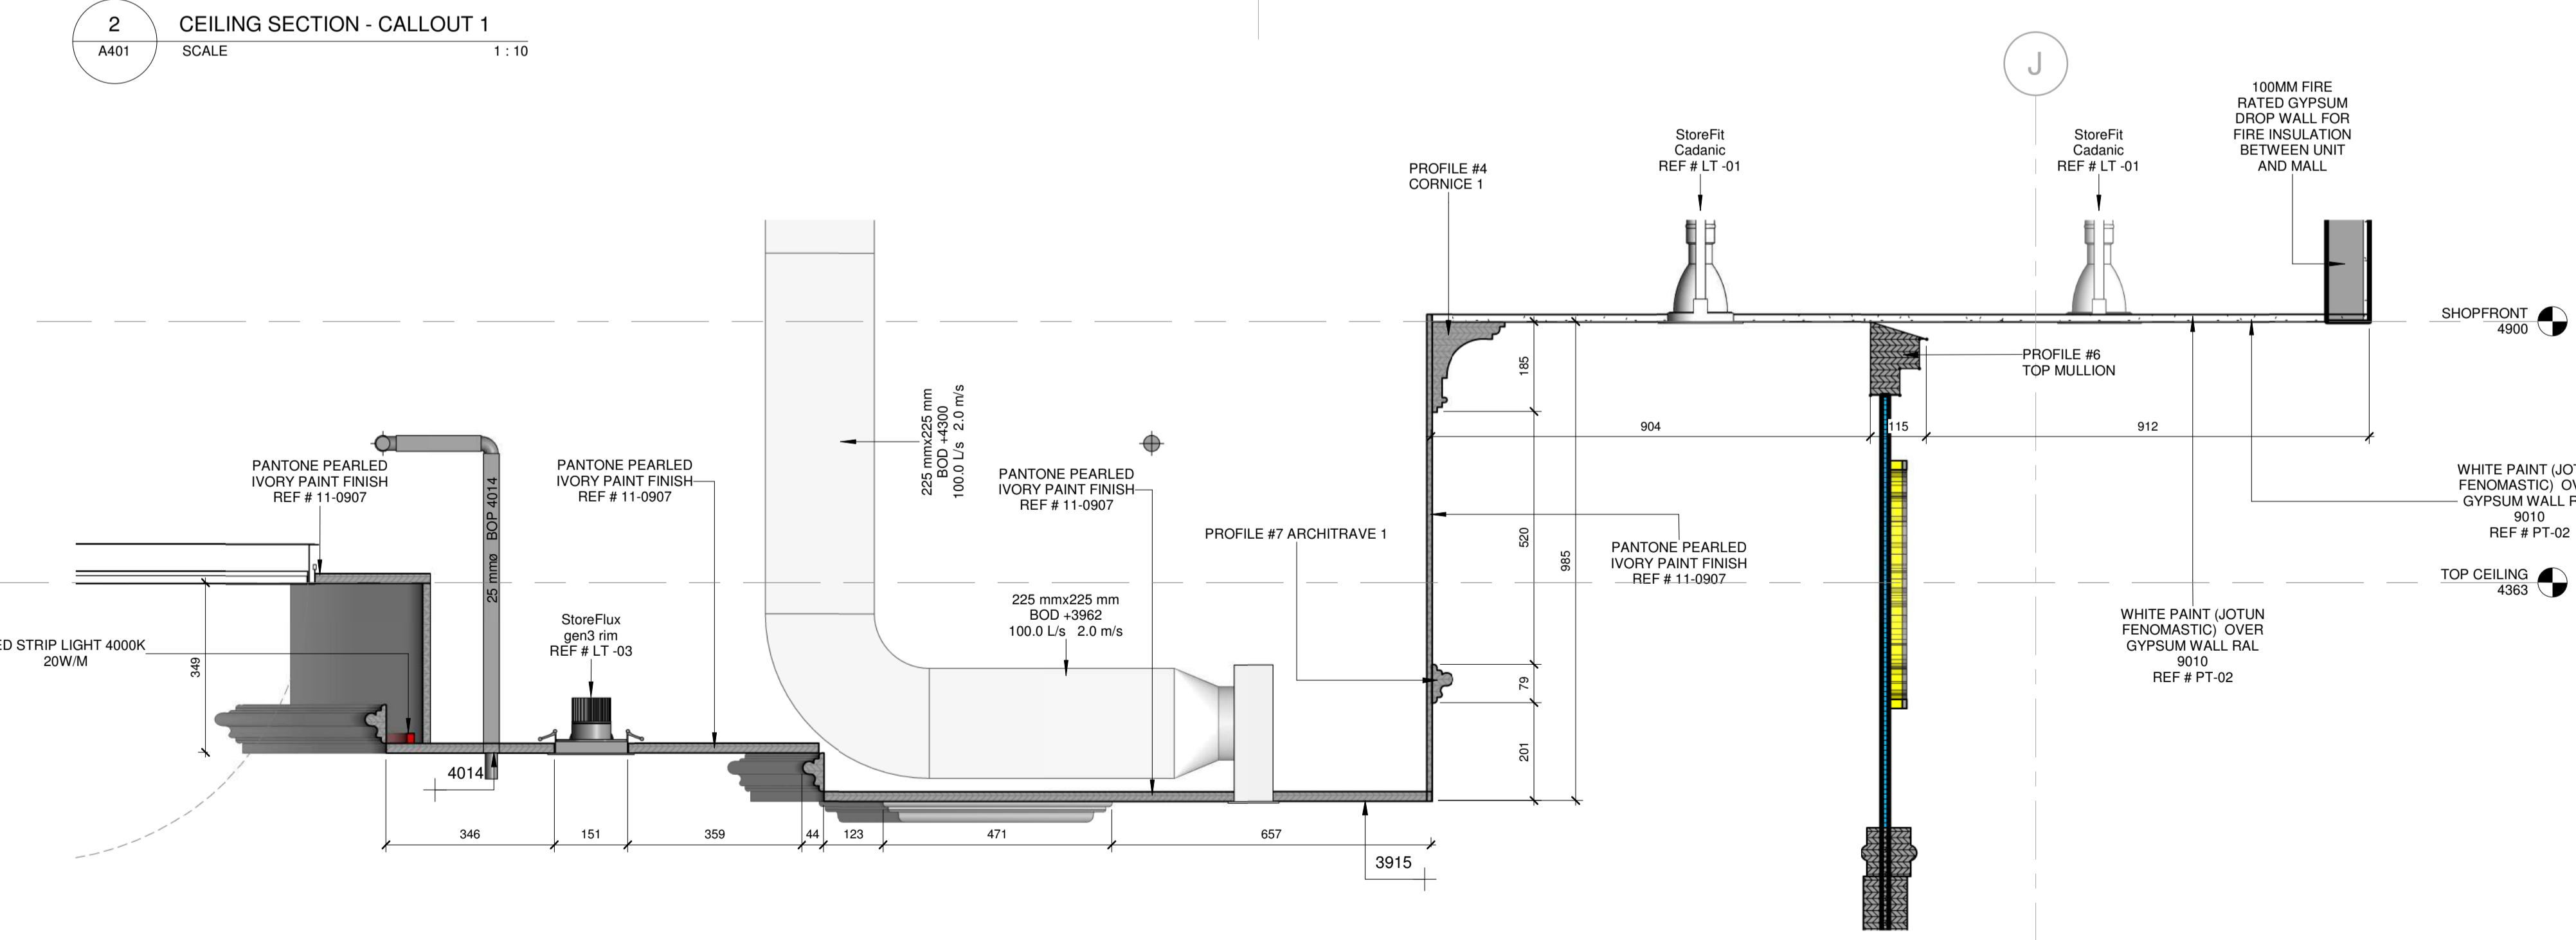 2
A401
CEILING SECTION - CALLOUT 1
SCALE
1 : 10
J
100MM FIRE
RATED GYPSUM
DROP WALL FOR
FIRE INSULATION
BETWEEN UNIT
AND MALL
StoreFit
Cadanic
REF # LT -01
StoreFit
Cadanic
REF # LT -01
PROFILE #4
CORNICE 1
SHOPFRONT
4900
PROFILE #6
TOP MULLION
185
904
115
912
225 mmx225 mm
BOD +4300
100.0 L/s 2.0 m/s
PANTONE PEARLED
IVORY PAINT FINISH
REF # 11-0907
PANTONE PEARLED
IVORY PAINT FINISH
REF # 11-0907
PANTONE PEARLED
IVORY PAINT FINISH
REF # 11-0907
25 mmø BOP 4014
PROFILE #7 ARCHITRAVE 1
520
985
PANTONE PEARLED
IVORY PAINT FINISH
REF # 11-0907
WHITE PAINT (JOT
FENOMASTIC) OV
GYPSUM WALL R
9010
REF # PT-02
TOP CEILING
4363
225 mmx225 mm
BOD +3962
100.0 L/s 2.0 m/s
StoreFlux
gen3 rim
REF # LT -03
WHITE PAINT (JOTUN
FENOMASTIC) OVER
GYPSUM WALL RAL
9010
REF # PT-02
ED STRIP LIGHT 4000K
20W/M
349
79
201
4014
346
151
359
44
123
471
657
3915